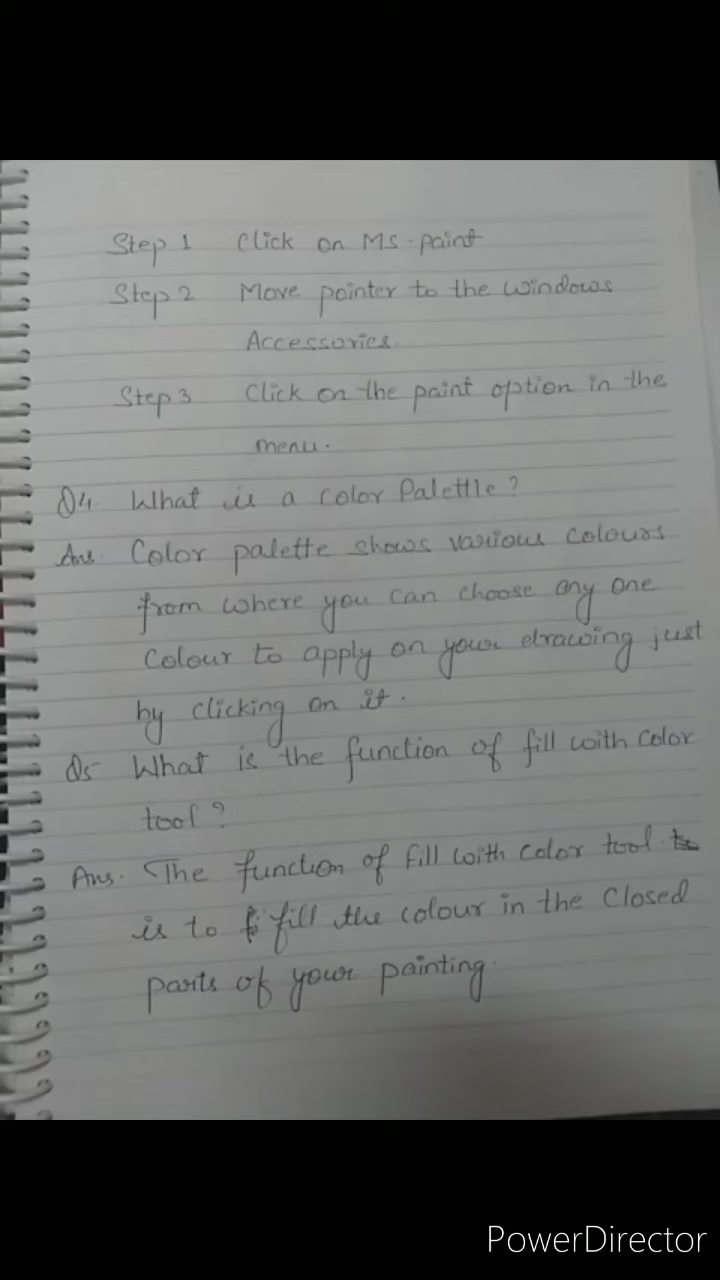 Step 1 Click on MS-paint
Step 2 Move pointer to the windows
Accessories.
Step 3 Click on the paint option in the
menu.
Q4. What is a color Palettle?
Ans. Color palette shows various colours
from where you can choose any one
colour to apply on your drawing just
by clicking on it.
Q5 What is the function of fill with color
tool?
Ans. The function of fill with color tool
is to fill the colour in the closed
parts of your painting.
PowerDirector